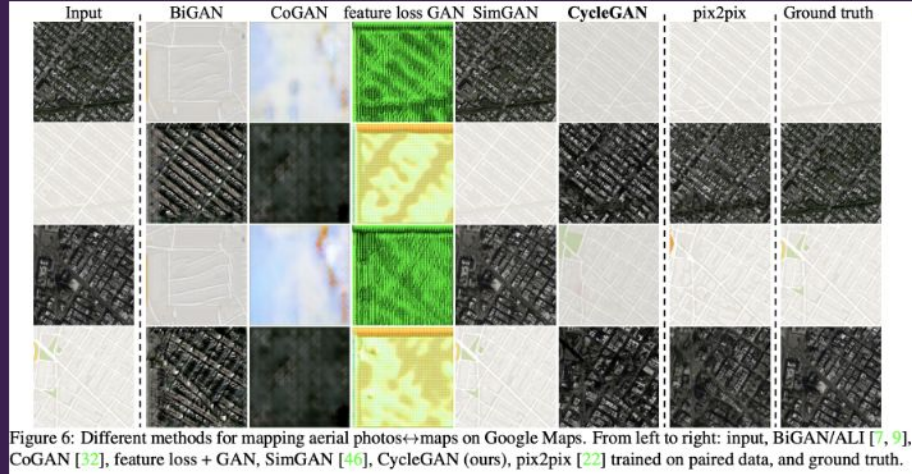 Input BiGAN CoGAN feature loss GAN SimGAN CycleGAN pix2pix Ground truth
Figure 6: Different methods for mapping aerial photos↔maps on Google Maps. From left to right: input, BiGAN/ALI [7, 9],
CoGAN [32], feature loss + GAN, SimGAN [46], CycleGAN (ours), pix2pix [22] trained on paired data, and ground truth.